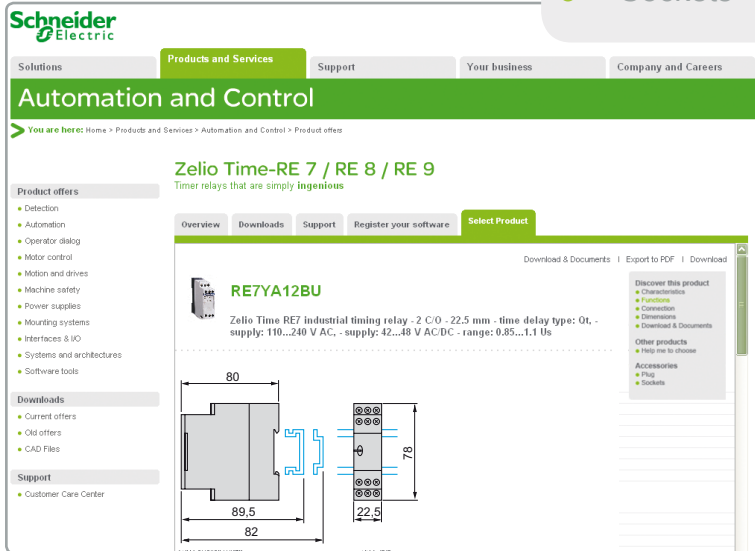 Schneider
Electric
Solutions
Products and Services
Support
Your business
Company and Careers
Automation and Control
You are here: Home > Products and Services > Automation and Control > Product offers
Zelio Time-RE 7 / RE 8 / RE 9
Timer relays that are simply ingenious
Product offers
Detection
Automation
Operator dialog
Motor control
Motion and drives
Machine safety
Power supplies
Mounting systems
Interfaces & I/O
Systems and architectures
Software tools
Downloads
Current offers
Old offers
CAD Files
Support
Customer Care Center
Overview
Downloads
Support
Register your software
Select Product
Download & Documents | Export to PDF | Download
RE7YA12BU
Zelio Time RE7 industrial timing relay - 2 C/O - 22.5 mm - time delay type: Qt, -
supply: 110...240 V AC, - supply: 42...48 V AC/DC - range: 0.85...1.1 Us
Discover this product
Characteristics
Functions
Connection
Dimensions
Download & Documents
Other products
Help me to choose
Accessories
Plug
Sockets
80
78
89,5
22,5
82